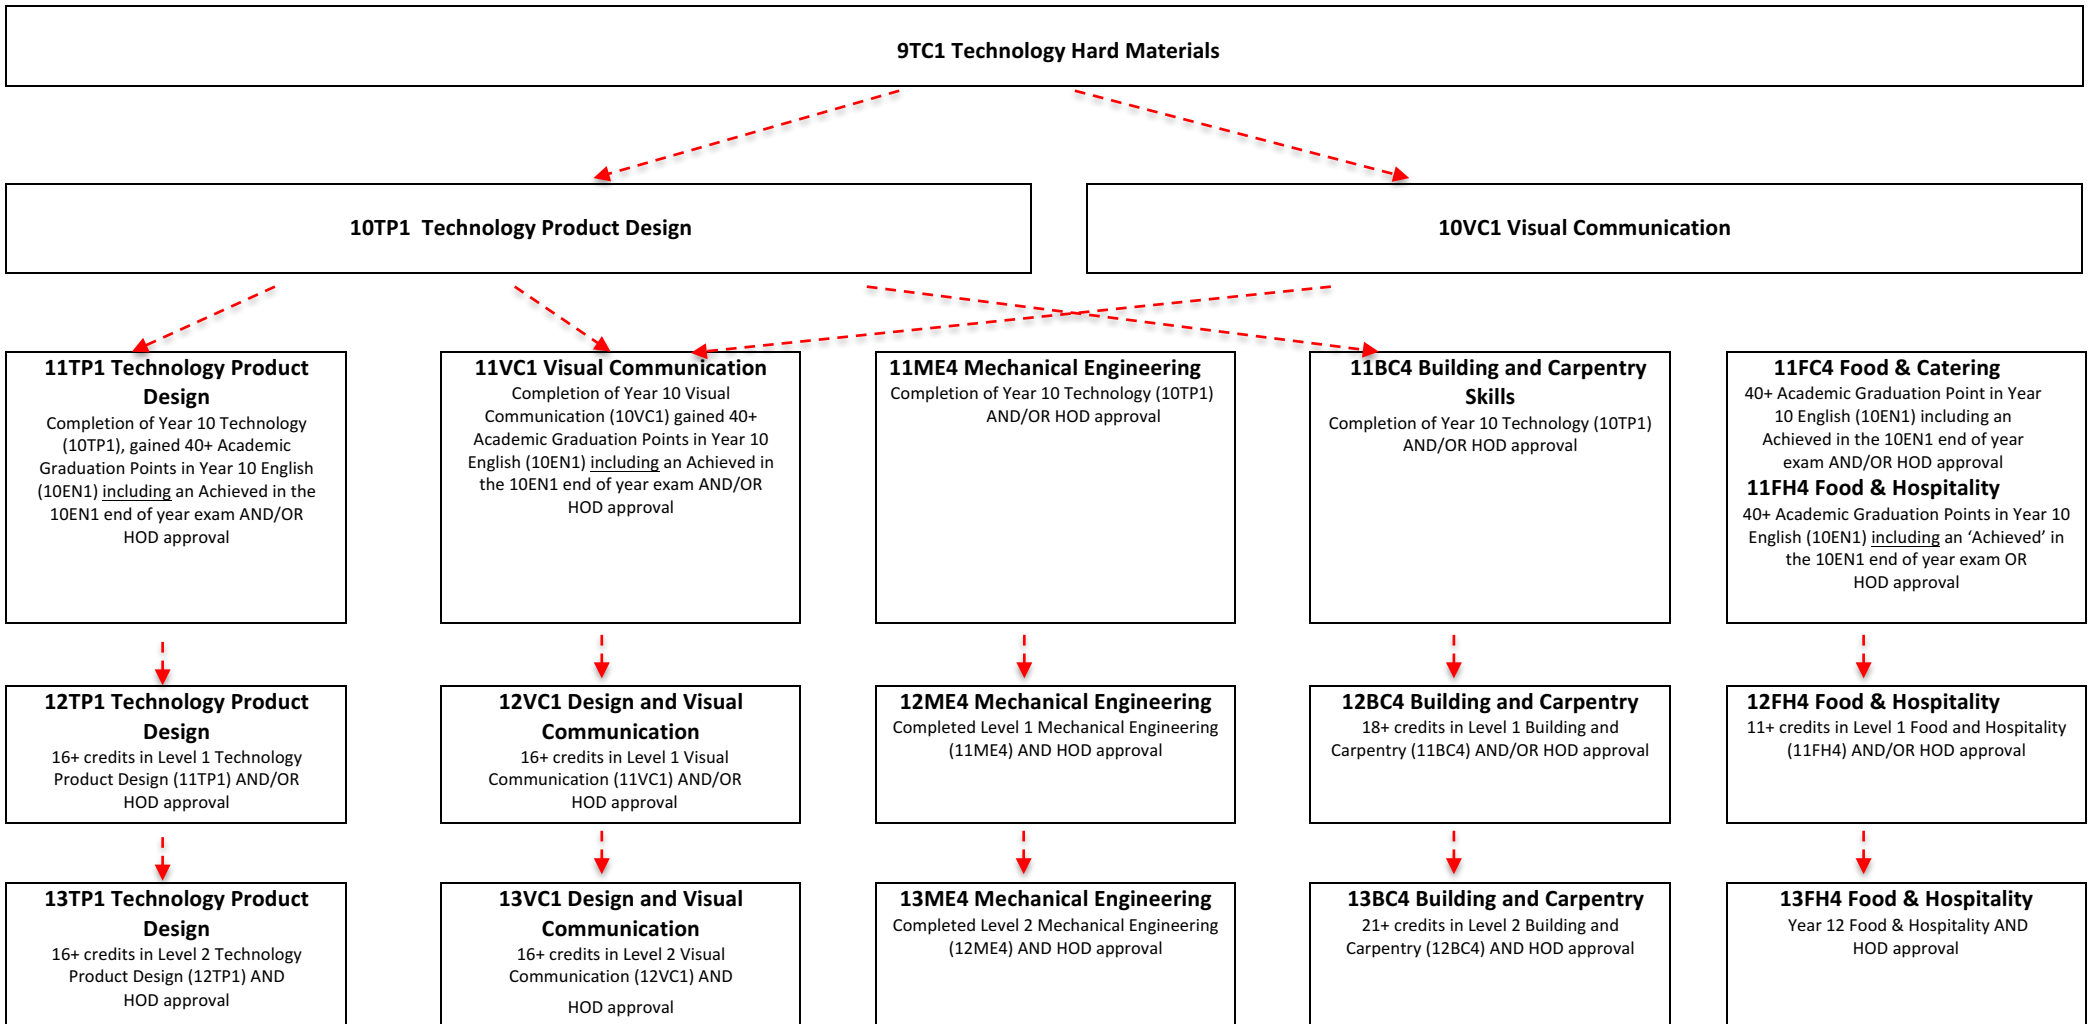 9TC1 Technology Hard Materials
10TP1  Technology Product Design
10VC1 Visual Communication
11TP1 Technology Product
Design
Completion of Year 10 Technology
(10TP1), gained 40+ Academic
Graduation Points in Year 10 English
(10EN1) including an Achieved in the
10EN1 end of year exam AND/OR
HOD approval
11VC1 Visual Communication
Completion of Year 10 Visual
Communication (10VC1) gained 40+
Academic Graduation Points in Year 10
English (10EN1) including an Achieved in
the 10EN1 end of year exam AND/OR
HOD approval
11ME4 Mechanical Engineering
Completion of Year 10 Technology (10TP1)
AND/OR HOD approval
11BC4 Building and Carpentry
Skills
Completion of Year 10 Technology (10TP1)
AND/OR HOD approval
11FC4 Food & Catering
40+ Academic Graduation Point in Year
10 English (10EN1) including an
Achieved in the 10EN1 end of year
exam AND/OR HOD approval
11FH4 Food & Hospitality
40+ Academic Graduation Points in Year 10
English (10EN1) including an ‘Achieved’ in
the 10EN1 end of year exam OR
HOD approval
12TP1 Technology Product
Design
16+ credits in Level 1 Technology
Product Design (11TP1) AND/OR
HOD approval
12VC1 Design and Visual
Communication
16+ credits in Level 1 Visual
Communication (11VC1) AND/OR
HOD approval
12ME4 Mechanical Engineering
Completed Level 1 Mechanical Engineering
(11ME4) AND HOD approval
12BC4 Building and Carpentry
18+ credits in Level 1 Building and
Carpentry (11BC4) AND/OR HOD approval
12FH4 Food & Hospitality
11+ credits in Level 1 Food and Hospitality
(11FH4) AND/OR HOD approval
13TP1 Technology Product
Design
16+ credits in Level 2 Technology
Product Design (12TP1) AND
HOD approval
13VC1 Design and Visual
Communication
16+ credits in Level 2 Visual
Communication (12VC1) AND
HOD approval
13ME4 Mechanical Engineering
Completed Level 2 Mechanical Engineering
(12ME4) AND HOD approval
13BC4 Building and Carpentry
21+ credits in Level 2 Building and
Carpentry (12BC4) AND HOD approval
13FH4 Food & Hospitality
Year 12 Food & Hospitality AND
HOD approval